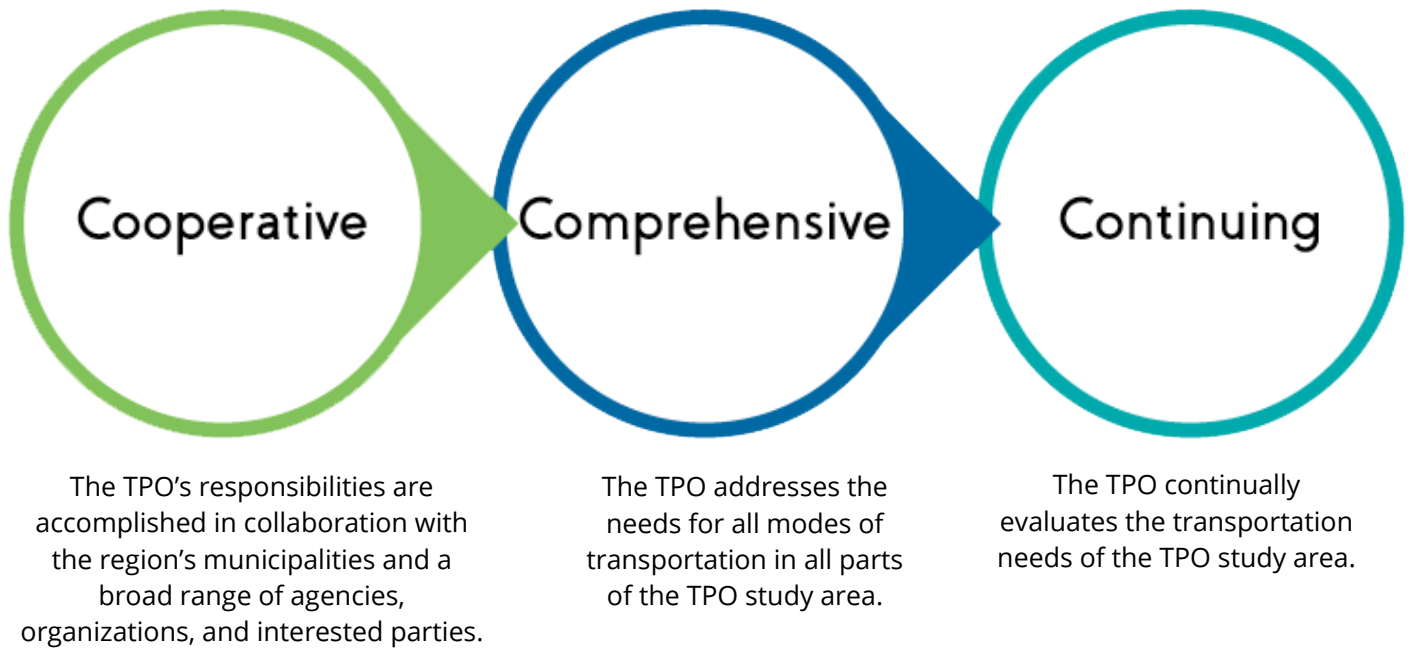 Cooperative
Comprehensive
Continuing
The TPO’s responsibilities are
accomplished in collaboration with
the region’s municipalities and a
broad range of agencies,
organizations, and interested parties.
The TPO addresses the
needs for all modes of
transportation in all parts
of the TPO study area.
The TPO continually
evaluates the transportation
needs of the TPO study area.